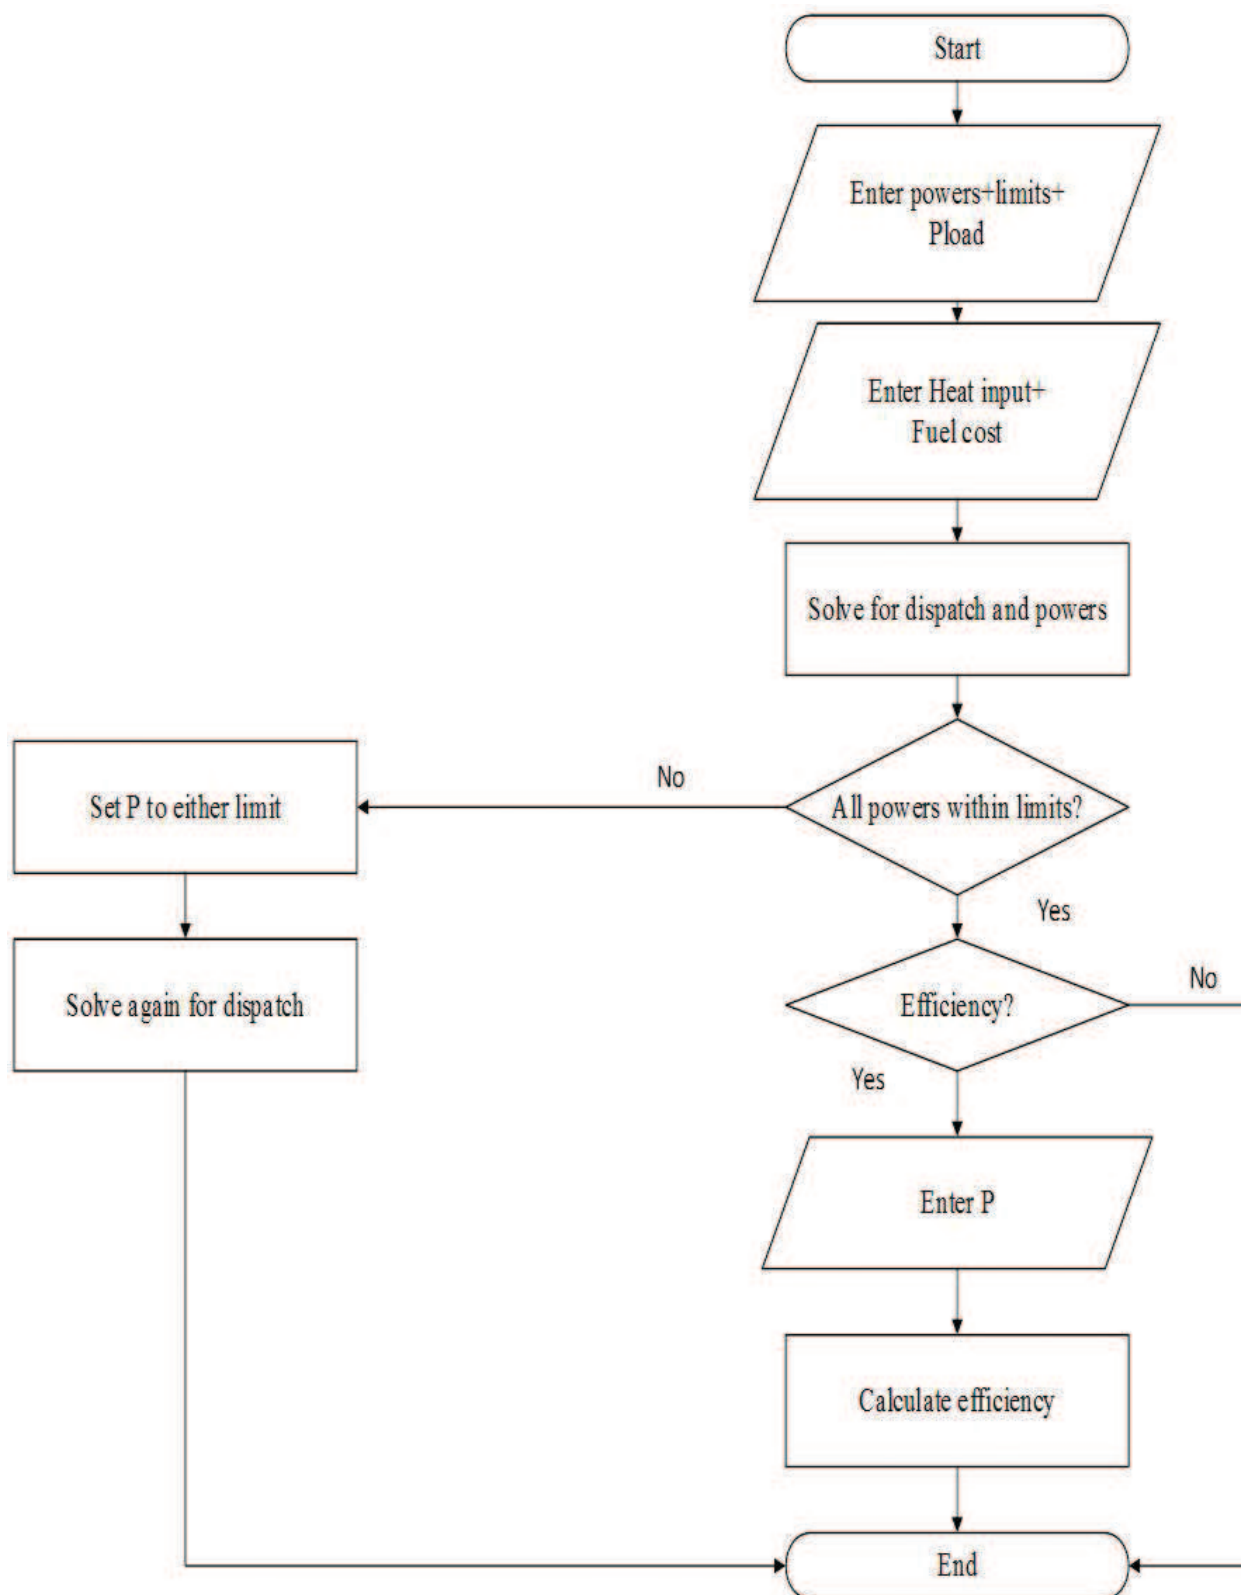 Start
Enter powers+limits+
Pload
Enter Heat input+
Fuel cost
Solve for dispatch and powers
No
Set P to either limit
All powers within limits?
Yes
Solve again for dispatch
Efficiency?
No
Yes
Enter P
Calculate efficiency
End